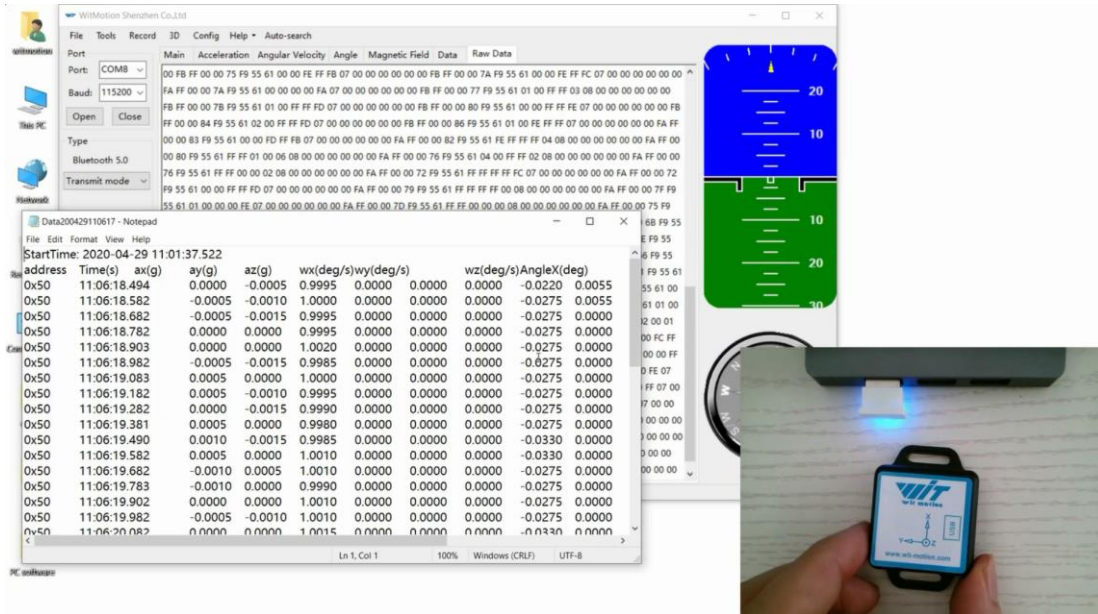 witmotion
This PC
Network
PC software
WitMotion Shenzhen Co.,Ltd
File Tools Record 3D Config Help Auto-search
Port
Port: COM8
Baud: 115200
Open Close
Type
Bluetooth 5.0
Transmit mode
Main Acceleration Angular Velocity Angle Magnetic Field Data Raw Data
00 FB FF 00 00 75 F9 55 61 00 00 FE FF FB 07 00 00 00 00 00 00 FB FF 00 00 7A F9 55 61 00 00 FE FF FC 07 00 00 00 00 00 00
FA FF 00 00 7A F9 55 61 00 00 00 00 FA 07 00 00 00 00 00 00 FB FF 00 00 77 F9 55 61 01 00 FF FF 03 08 00 00 00 00 00 00
FB FF 00 00 7B F9 55 61 01 00 FF FF FD 07 00 00 00 00 00 00 FB FF 00 00 80 F9 55 61 00 00 FF FF FE 07 00 00 00 00 00 00 FB
FF 00 00 84 F9 55 61 02 00 FF FF FD 07 00 00 00 00 00 00 FB FF 00 00 86 F9 55 61 01 00 FE FF FF 07 00 00 00 00 00 00 FA FF
00 00 83 F9 55 61 00 00 FD FF FB 07 00 00 00 00 00 00 FA FF 00 00 82 F9 55 61 FE FF FF FF 04 08 00 00 00 00 00 00 FA FF 00
00 80 F9 55 61 FF FF 01 00 06 08 00 00 00 00 00 00 FA FF 00 00 76 F9 55 61 04 00 FF FF 02 08 00 00 00 00 00 00 FA FF 00 00
76 F9 55 61 FF FF 00 00 02 08 00 00 00 00 00 00 FA FF 00 00 72 F9 55 61 FF FF FF FF FC 07 00 00 00 00 00 00 FA FF 00 00 72
F9 55 61 00 00 FF FF FD 07 00 00 00 00 00 00 FA FF 00 00 79 F9 55 61 FF FF FF FF 00 08 00 00 00 00 00 00 FA FF 00 00 7F F9
55 61 01 00 00 00 FE 07 00 00 00 00 00 00 FA FF 00 00 7D F9 55 61 FF FF 00 00 00 08 00 00 00 00 00 00 FA FF 00 00 75 F9
20
10
10
20
30
Data200429110617 - Notepad
File Edit Format View Help
StartTime: 2020-04-29 11:01:37.522
address Time(s) ax(g) ay(g) az(g) wx(deg/s)wy(deg/s) wz(deg/s)AngleX(deg)
0x50 11:06:18.494 0.0000 -0.0005 0.9995 0.0000 0.0000 0.0000 -0.0220 0.0055
0x50 11:06:18.582 -0.0005 -0.0010 1.0000 0.0000 0.0000 0.0000 -0.0275 0.0055
0x50 11:06:18.682 -0.0005 -0.0015 0.9995 0.0000 0.0000 0.0000 -0.0275 0.0000
0x50 11:06:18.782 0.0000 0.0000 0.9995 0.0000 0.0000 0.0000 -0.0275 0.0000
0x50 11:06:18.903 0.0000 0.0000 1.0020 0.0000 0.0000 0.0000 -0.0275 0.0000
0x50 11:06:18.982 -0.0005 -0.0015 0.9985 0.0000 0.0000 0.0000 -0.0275 0.0000
0x50 11:06:19.083 0.0005 0.0000 1.0000 0.0000 0.0000 0.0000 -0.0275 0.0000
0x50 11:06:19.182 0.0005 -0.0010 0.9995 0.0000 0.0000 0.0000 -0.0275 0.0000
0x50 11:06:19.282 0.0000 -0.0015 0.9990 0.0000 0.0000 0.0000 -0.0275 0.0000
0x50 11:06:19.381 0.0005 0.0000 0.9980 0.0000 0.0000 0.0000 -0.0275 0.0000
0x50 11:06:19.490 0.0010 -0.0015 0.9985 0.0000 0.0000 0.0000 -0.0330 0.0000
0x50 11:06:19.582 0.0005 0.0000 1.0010 0.0000 0.0000 0.0000 -0.0330 0.0000
0x50 11:06:19.682 -0.0010 0.0005 1.0010 0.0000 0.0000 0.0000 -0.0275 0.0000
0x50 11:06:19.783 -0.0010 0.0000 0.9990 0.0000 0.0000 0.0000 -0.0275 0.0000
0x50 11:06:19.902 0.0000 0.0000 1.0010 0.0000 0.0000 0.0000 -0.0275 0.0000
0x50 11:06:19.982 -0.0005 -0.0010 1.0010 0.0000 0.0000 0.0000 -0.0275 0.0000
0x50 11:06:20.082 0.0000 0.0000 1.0015 0.0000 0.0000 0.0000 -0.0330 0.0000
Ln 1, Col 1 100% Windows (CRLF) UTF-8
WIT
wit motion
X
Y Z
USB
www.wit-motion.com